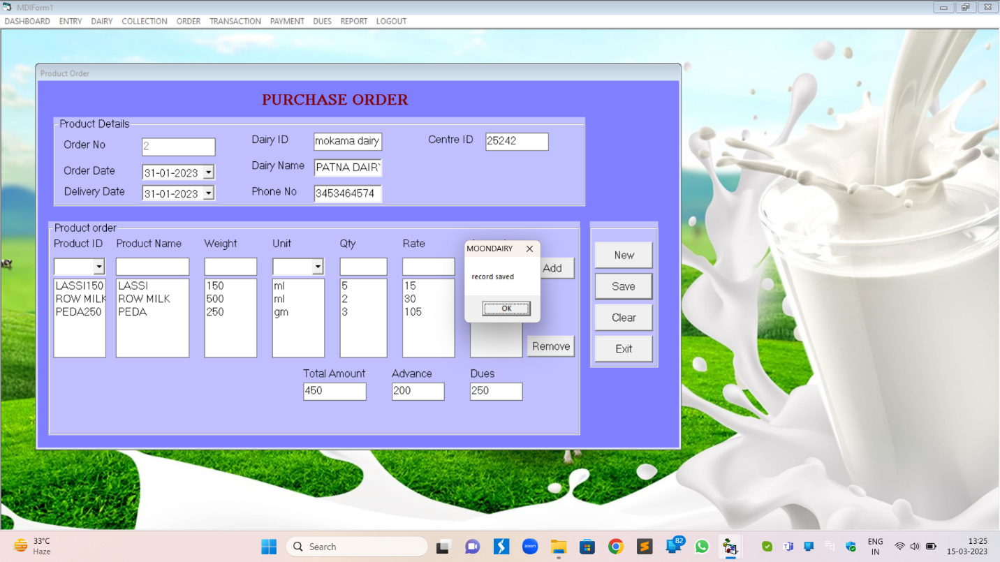 MDIForm1
DASHBOARD ENTRY DAIRY COLLECTION ORDER TRANSACTION PAYMENT DUES REPORT LOGOUT
Product Order
PURCHASE ORDER
Product Details
Order No 2 Dairy ID mokama dairy Centre ID 25242
Order Date 31-01-2023 Dairy Name PATNA DAIRY
Delivery Date 31-01-2023 Phone No 3453464574
Product order
Product ID Product Name Weight Unit Qty Rate
LASSI150 LASSI 150 ml 5 15
ROW MILK ROW MILK 500 ml 2 30
PEDA250 PEDA 250 gm 3 105
Add
Remove
Total Amount Advance Dues
450 200 250
MOONDAIRY
record saved
OK
New
Save
Clear
Exit
33°C
Haze
Search
zoom
82
ENG
IN
13:25
15-03-2023